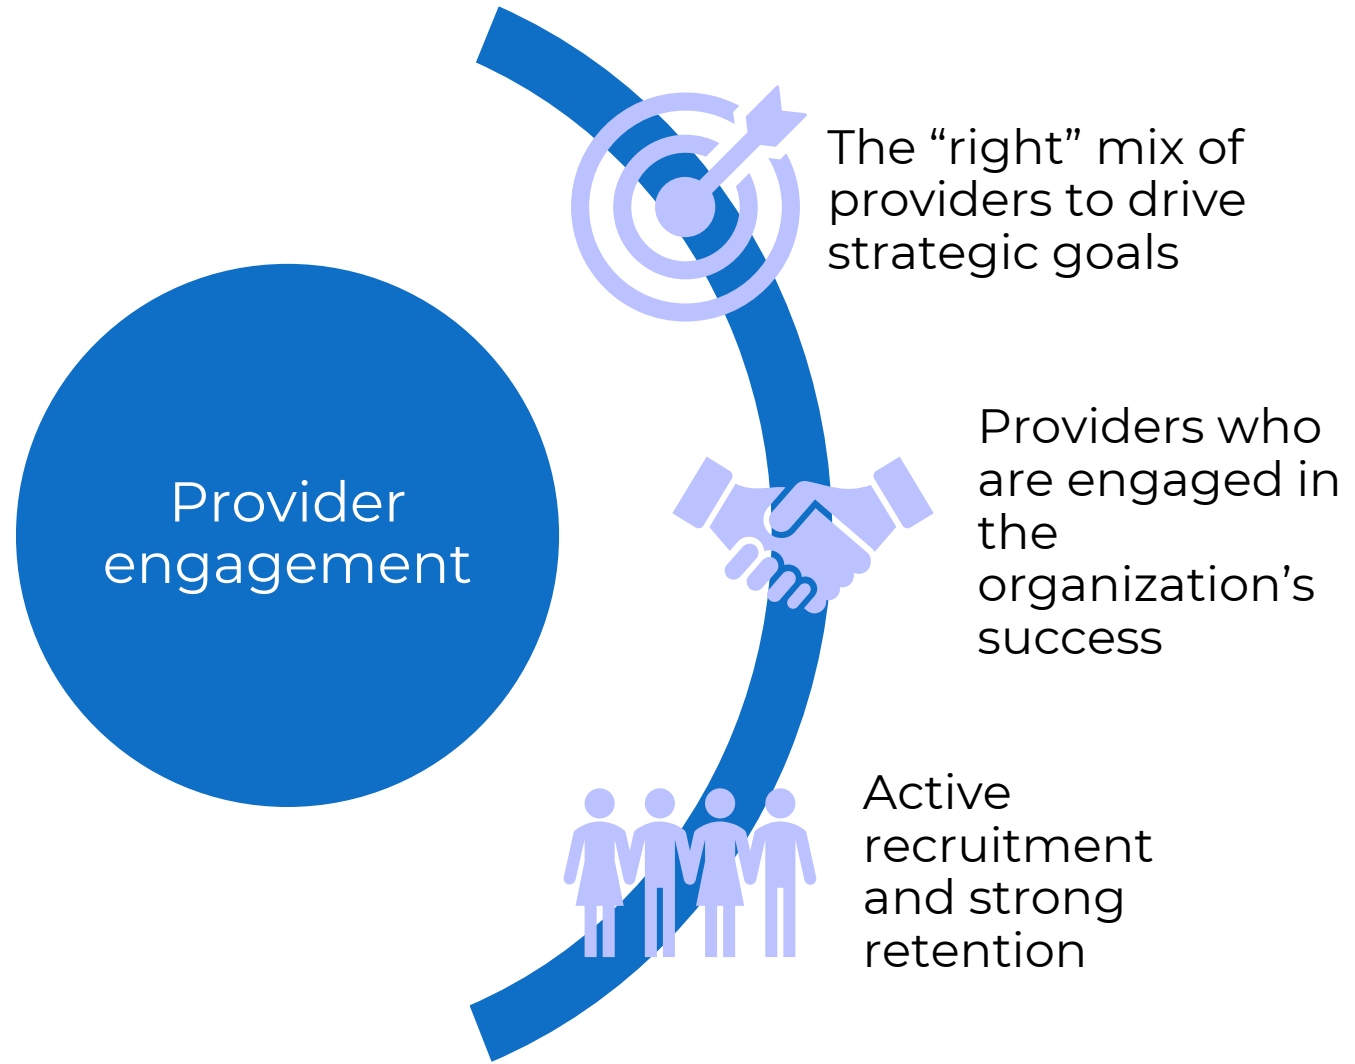 Provider
engagement
The “right” mix of
providers to drive
strategic goals
Providers who
are engaged in
the
organization’s
success
Active
recruitment
and strong
retention